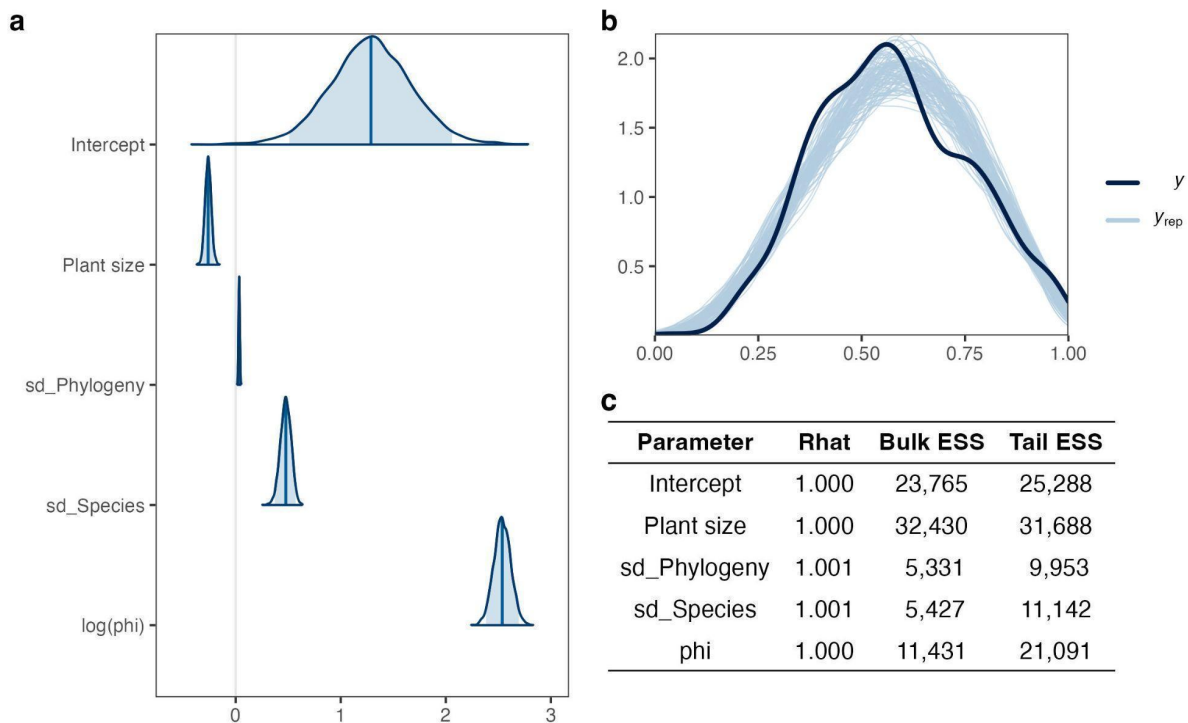 a
Intercept
Plant size
sd_Phylogeny
sd_Species
log(phi)
0 1 2 3
b
2.0
1.5
1.0
0.5
0.00 0.25 0.50 0.75 1.00
y
yrep
c
Parameter Rhat Bulk ESS Tail ESS
Intercept 1.000 23,765 25,288
Plant size 1.000 32,430 31,688
sd_Phylogeny 1.001 5,331 9,953
sd_Species 1.001 5,427 11,142
phi 1.000 11,431 21,091